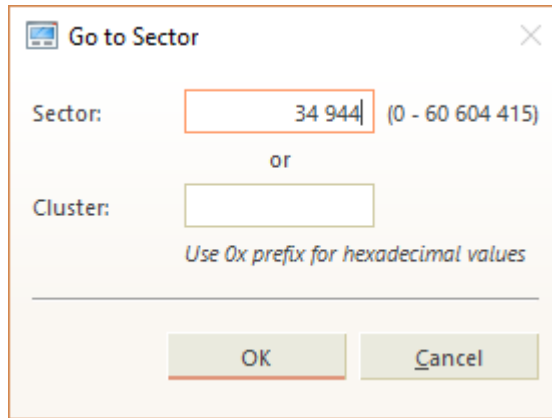 Go to Sector
Sector: 34 944 (0 - 60 604 415)
or
Cluster:
Use 0x prefix for hexadecimal values
OK Cancel